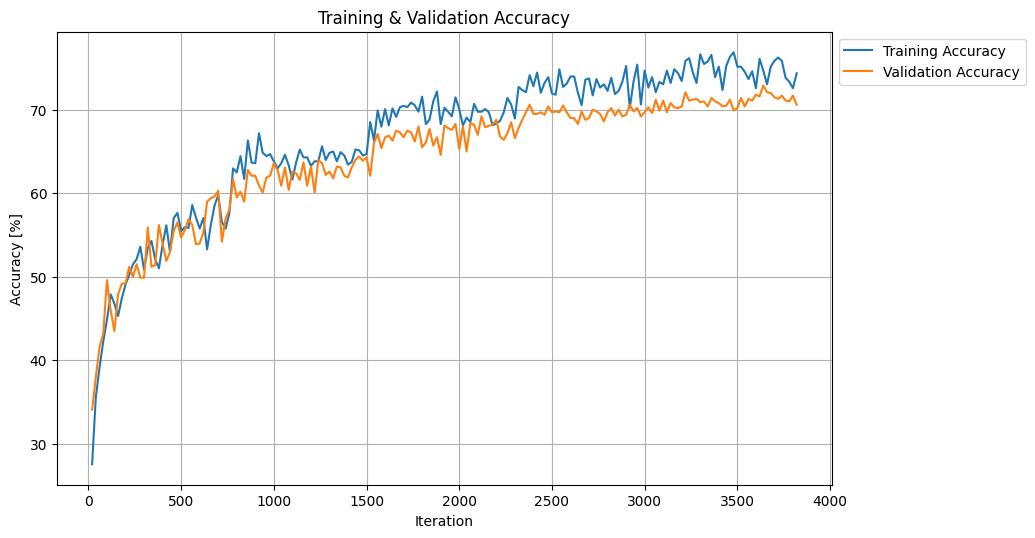 Training & Validation Accuracy
Training Accuracy
Validation Accuracy
Accuracy [%]
70
60
50
40
30
0 500 1000 1500 2000 2500 3000 3500 4000
Iteration